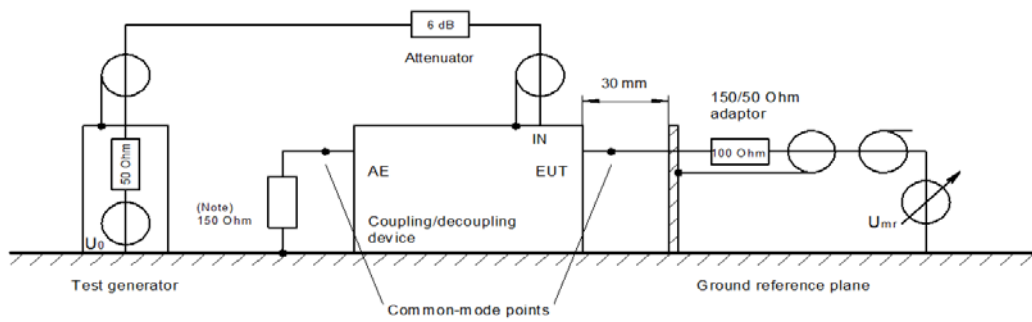 6 dB
Attenuator
30 mm
150/50 Ohm
adaptor
IN
50 Ohm
100 Ohm
AE
EUT
(Note)
150 Ohm
Coupling/decoupling
device
Umr
U0
Test generator
Ground reference plane
Common-mode points